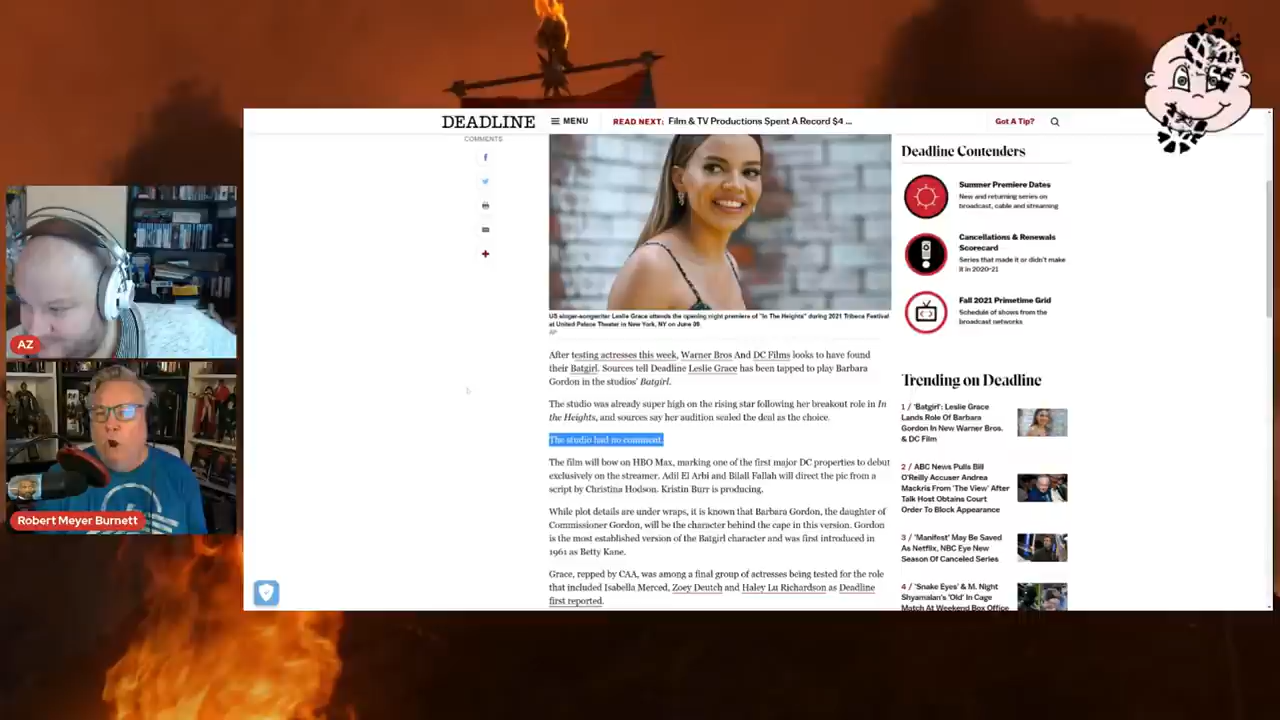 DEADLINE
MENU
READ NEXT: Film & TV Productions Spent A Record $4 ...
Got A Tip?
COMMENTS
US singer-songwriter Leslie Grace attends the opening night premiere of "In The Heights" during 2021 Tribeca Festival
at United Palace Theater in New York, NY on June 09
AP
After testing actresses this week, Warner Bros And DC Films looks to have found
their Batgirl. Sources tell Deadline Leslie Grace has been tapped to play Barbara
Gordon in the studios' Batgirl.
The studio was already super high on the rising star following her breakout role in In
the Heights, and sources say her audition sealed the deal as the choice.
The studio had no comment.
The film will bow on HBO Max, marking one of the first major DC properties to debut
exclusively on the streamer. Adil El Arbi and Bilall Fallah will direct the pic from a
script by Christina Hodson. Kristin Burr is producing.
While plot details are under wraps, it is known that Barbara Gordon, the daughter of
Commissioner Gordon, will be the character behind the cape in this version. Gordon
is the most established version of the Batgirl character and was first introduced in
1961 as Betty Kane.
Grace, repped by CAA, was among a final group of actresses being tested for the role
that included Isabella Merced, Zoey Deutch and Haley Lu Richardson as Deadline
first reported.
Deadline Contenders
Summer Premiere Dates
New and returning series on
broadcast, cable and streaming
Cancellations & Renewals
Scorecard
Series that made it or didn't make
it in 2020-21
Fall 2021 Primetime Grid
Schedule of shows from the
broadcast networks
Trending on Deadline
1 / 'Batgirl': Leslie Grace
Lands Role Of Barbara
Gordon In New Warner Bros.
& DC Film
2 / ABC News Pulls Bill
O'Reilly Accuser Andrea
Mackris From 'The View' After
Talk Host Obtains Court
Order To Block Appearance
3 / 'Manifest' May Be Saved
As Netflix, NBC Eye New
Season Of Canceled Series
4 / 'Snake Eyes' & M. Night
Shyamalan's 'Old' In Cage
Match At Weekend Box Office
AZ
Robert Meyer Burnett